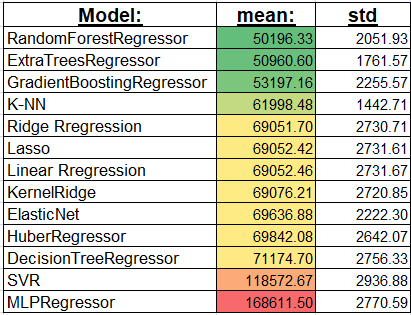 Model: mean: std
RandomForestRegressor 50196.33 2051.93
ExtraTreesRegressor 50960.60 1761.57
GradientBoostingRegressor 53197.16 2255.57
K-NN 61998.48 1442.71
Ridge Rregression 69051.70 2730.71
Lasso 69052.42 2731.61
Linear Rregression 69052.46 2731.67
KernelRidge 69076.21 2720.85
ElasticNet 69636.88 2222.30
HuberRegressor 69842.08 2642.07
DecisionTreeRegressor 71174.70 2756.33
SVR 118572.67 2936.88
MLPRegressor 168611.50 2770.59